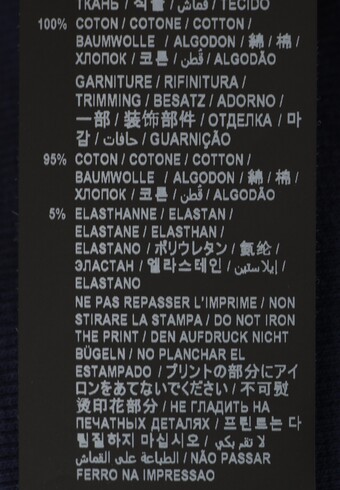 ТКАНЬ / 직물 / قماش / TECIDO
100% COTON / COTONE / COTTON /
BAUMWOLLE / ALGODON / 綿 / 棉 /
ХЛОПОК / 코튼 / قُطن / ALGODÃO
GARNITURE / RIFINITURA /
TRIMMING / BESATZ / ADORNO /
一部 / 装饰部件 / ОТДЕЛКА / 마
감 / حافات / GUARNIÇÃO
95% COTON / COTONE / COTTON /
BAUMWOLLE / ALGODON / 綿 / 棉 /
ХЛОПОК / 코튼 / قُطن / ALGODÃO
5% ELASTHANNE / ELASTAN /
ELASTANE / ELASTHAN /
ELASTANO / ポリウレタン / 氨纶 /
ЭЛАСТАН / 엘라스테인 / إيلاستين /
ELASTANO
NE PAS REPASSER L'IMPRIME / NON
STIRARE LA STAMPA / DO NOT IRON
THE PRINT / DEN AUFDRUCK NICHT
BÜGELN / NO PLANCHAR EL
ESTAMPADO / プリントの部分にアイ
ロンをあてないでください / 不可熨
烫印花部分 / НЕ ГЛАДИТЬ НА
ПЕЧАТНЫХ ДЕТАЛЯХ / 프린트는 다
림질하지 마십시오 / لا تقم بكي
الطباعة على القماش / NÃO PASSAR
FERRO NA IMPRESSAO